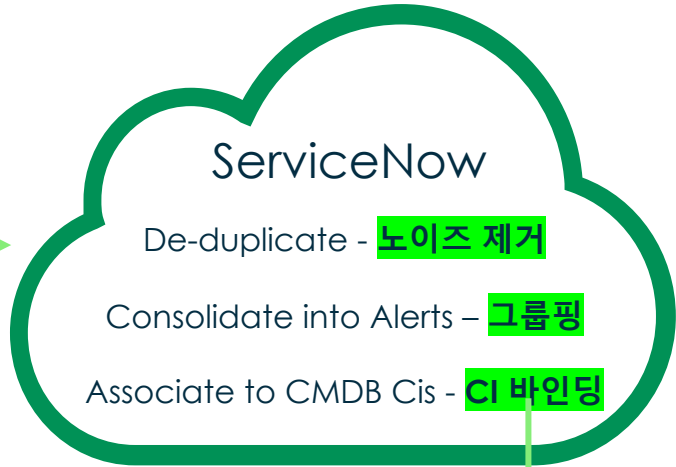 ServiceNow
De-duplicate - 노이즈 제거
Consolidate into Alerts – 그룹핑
Associate to CMDB Cis - CI 바인딩